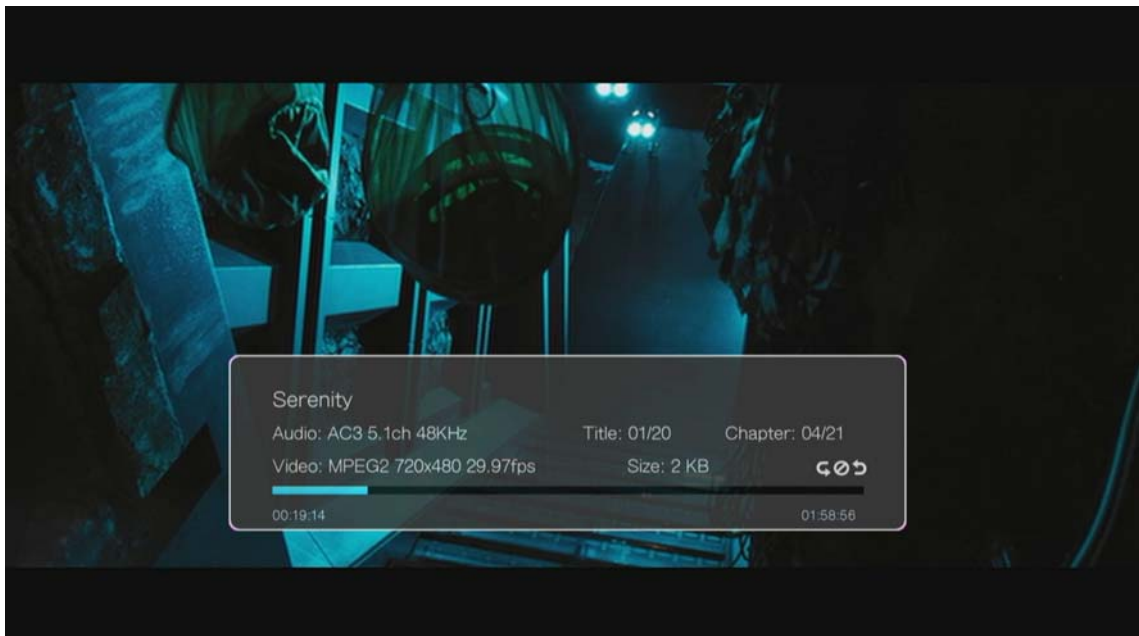 Serenity
Audio: AC3 5.1ch 48KHz Title: 01/20 Chapter: 04/21
Video: MPEG2 720x480 29.97fps Size: 2 KB
00:19:14 01:58:56